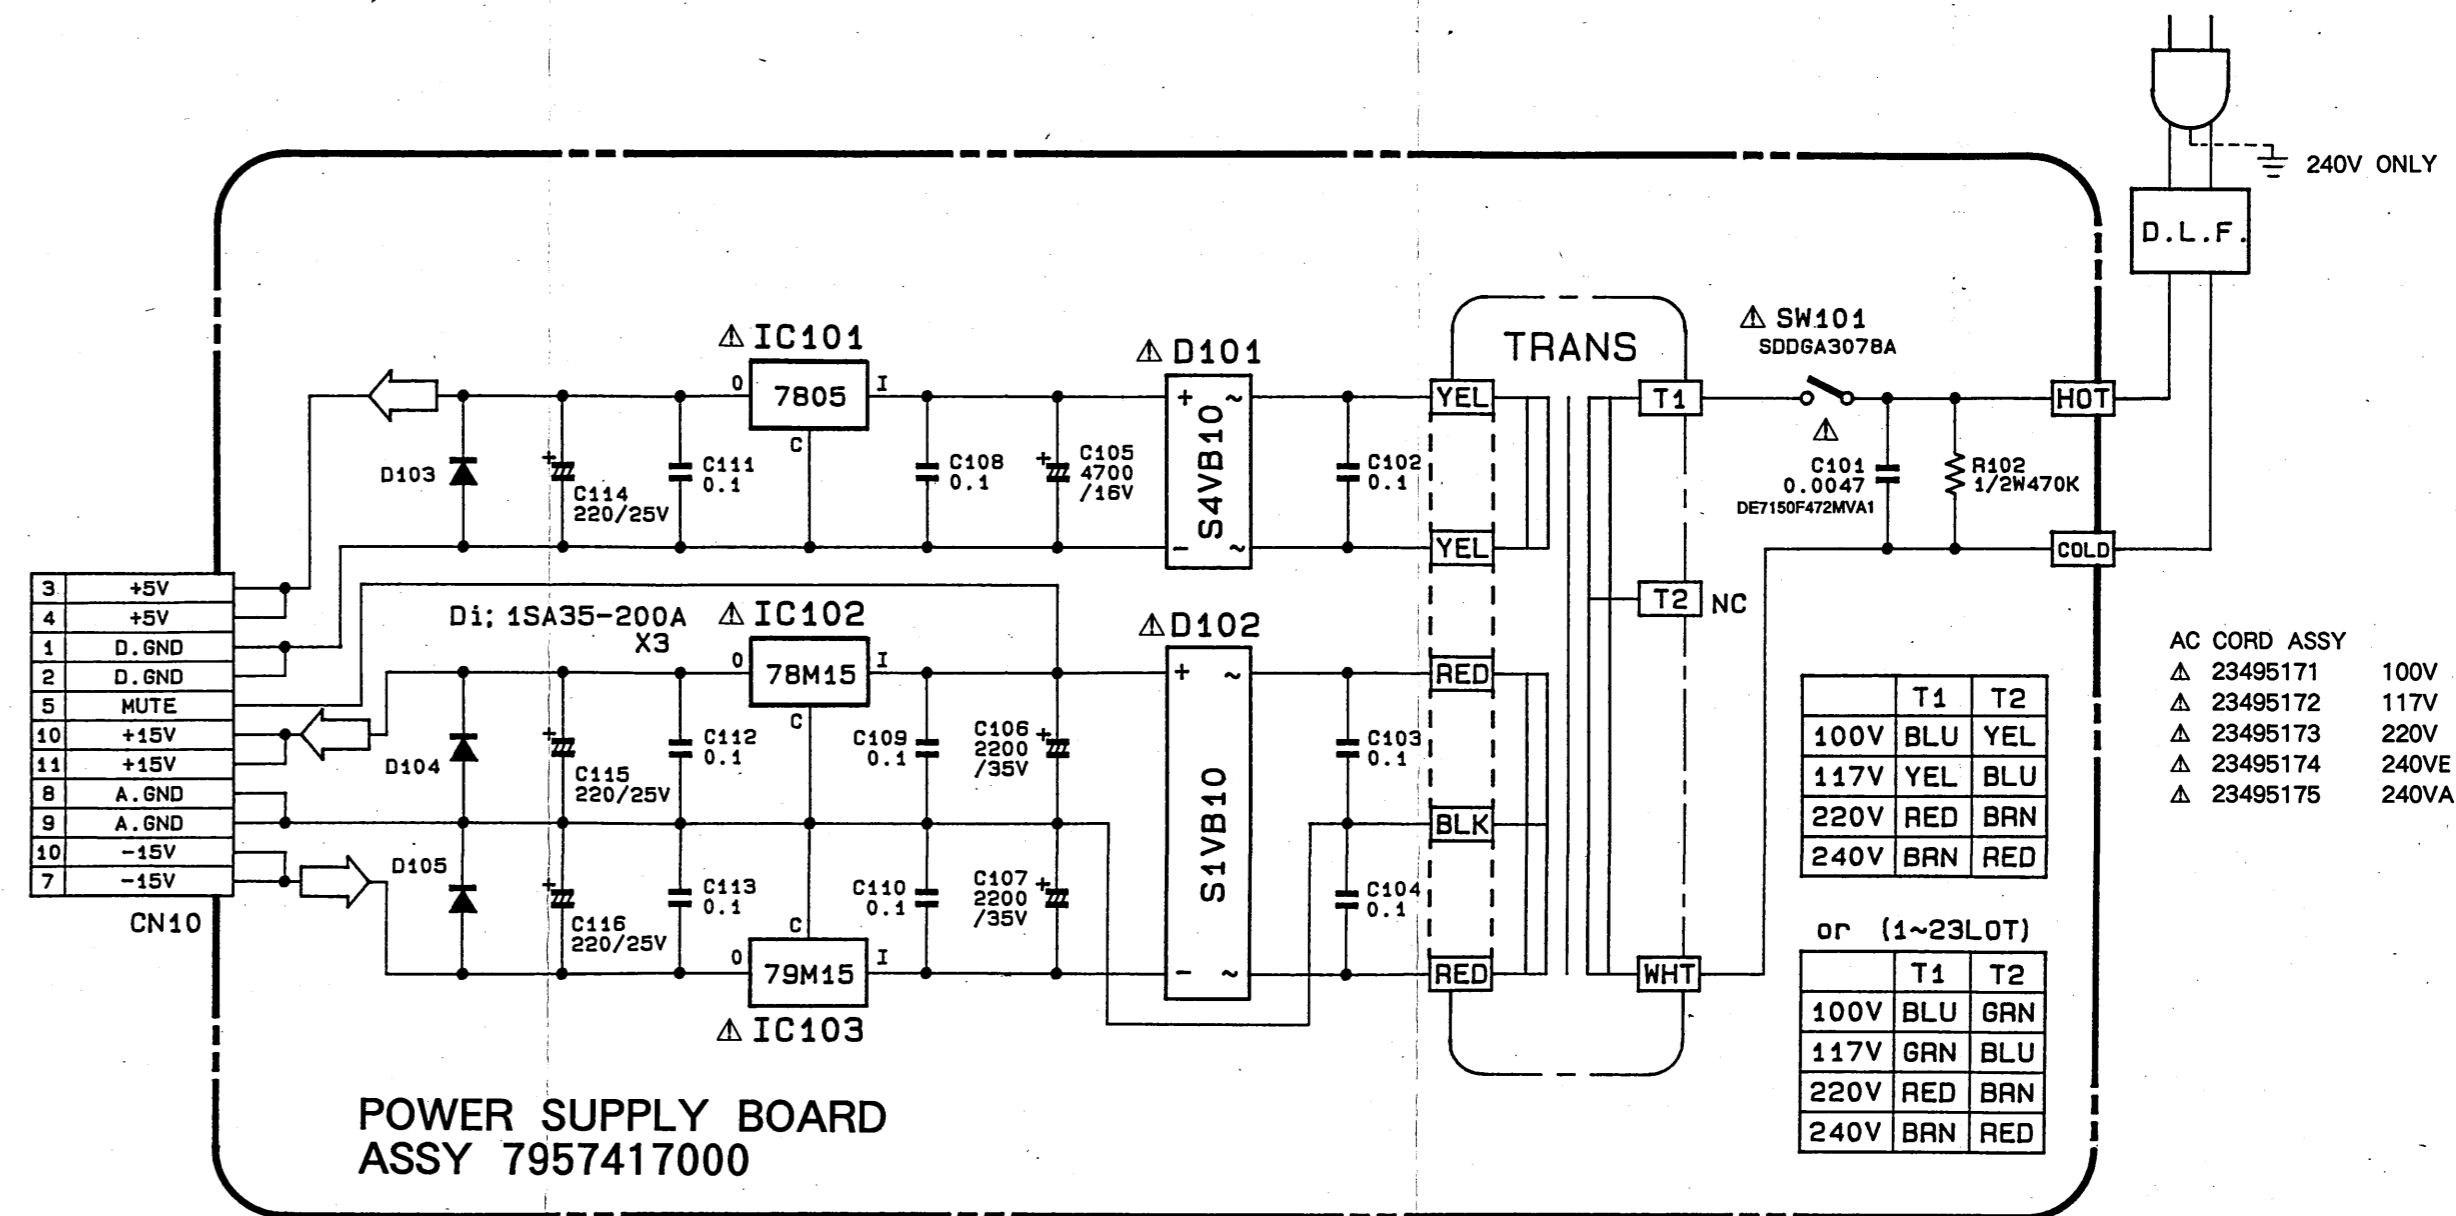 240V ONLY
D.L.F.
⚠ IC101
O 7805 I
C
⚠ D101
+ ~
S4VB10
- ~
TRANS
⚠ SW101
SDDGA3078A
YEL
T1
HOT
D103
+
C114
220/25V
C111
0.1
C108
0.1
+
C105
4700
/16V
C102
0.1
⚠
C101
0.0047
DE7150F472MVA1
R102
1/2W470K
YEL
COLD
3 +5V
4 +5V
1 D.GND
2 D.GND
5 MUTE
10 +15V
11 +15V
8 A.GND
9 A.GND
10 -15V
7 -15V
CN10
Di; 1SA35-200A
X3
⚠ IC102
O 78M15 I
C
⚠ D102
+ ~
S1VB10
- ~
RED
T2 NC
D104
+
C115
220/25V
C112
0.1
C109
0.1
C106 +
2200
/35V
C103
0.1
BLK
D105
+
C116
220/25V
C113
0.1
C110
0.1
C107 +
2200
/35V
C104
0.1
C
O 79M15 I
⚠ IC103
RED
WHT
AC CORD ASSY
⚠ 23495171 100V
⚠ 23495172 117V
⚠ 23495173 220V
⚠ 23495174 240VE
⚠ 23495175 240VA
T1 T2
100V BLU YEL
117V YEL BLU
220V RED BRN
240V BRN RED
or (1~23LOT)
T1 T2
100V BLU GRN
117V GRN BLU
220V RED BRN
240V BRN RED
POWER SUPPLY BOARD
ASSY 7957417000